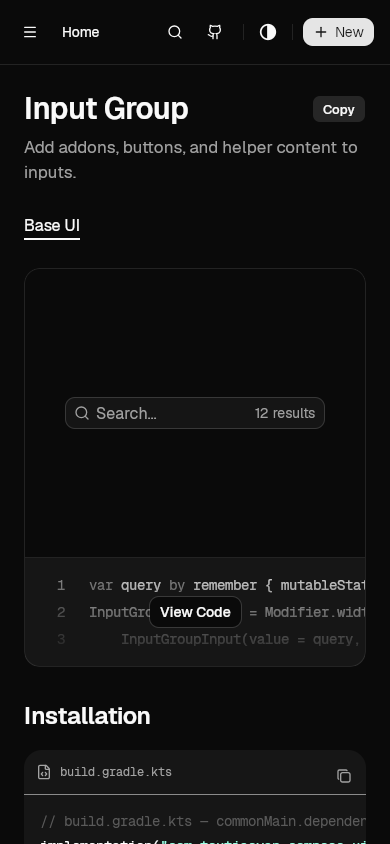 Home
New
Input Group
Copy
Add addons, buttons, and helper content to
inputs.
Base UI
Search...
12 results
1 var query by remember { mutableStat
2 InputGro = Modifier.widt
View Code
3 InputGroupInput(value = query,
Installation
build.gradle.kts
// build.gradle.kts — commonMain.dependen